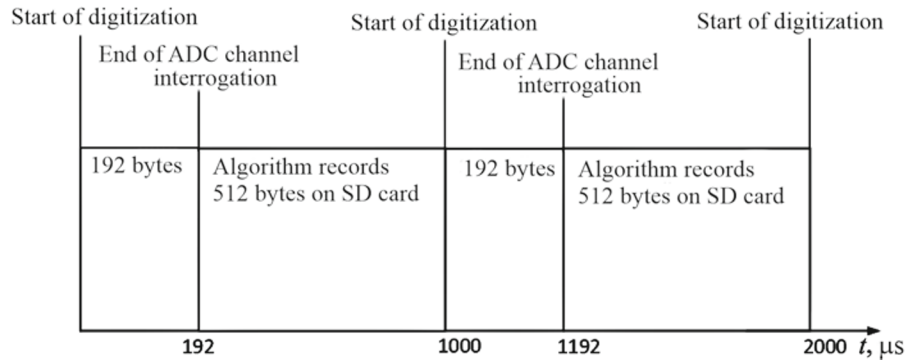 Start of digitization
Start of digitization
Start of digitization
End of ADC channel
interrogation
End of ADC channel
interrogation
192 bytes
Algorithm records
512 bytes on SD card
192 bytes
Algorithm records
512 bytes on SD card
192
1000
1192
2000
t, μs